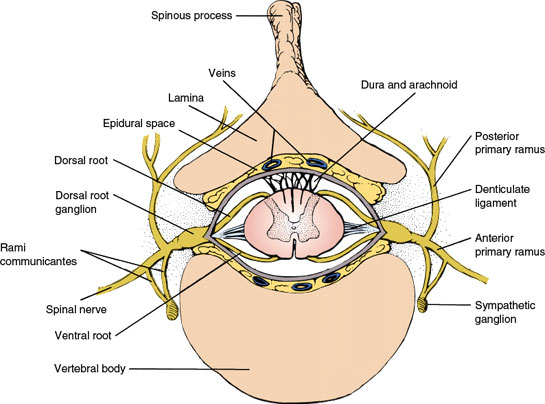 Spinous process
Veins
Lamina
Epidural space
Dorsal root
Dorsal root
ganglion
Rami
communicantes
Spinal nerve
Ventral root
Vertebral body
Dura and arachnoid
Posterior
primary ramus
Denticulate
ligament
Anterior
primary ramus
Sympathetic
ganglion